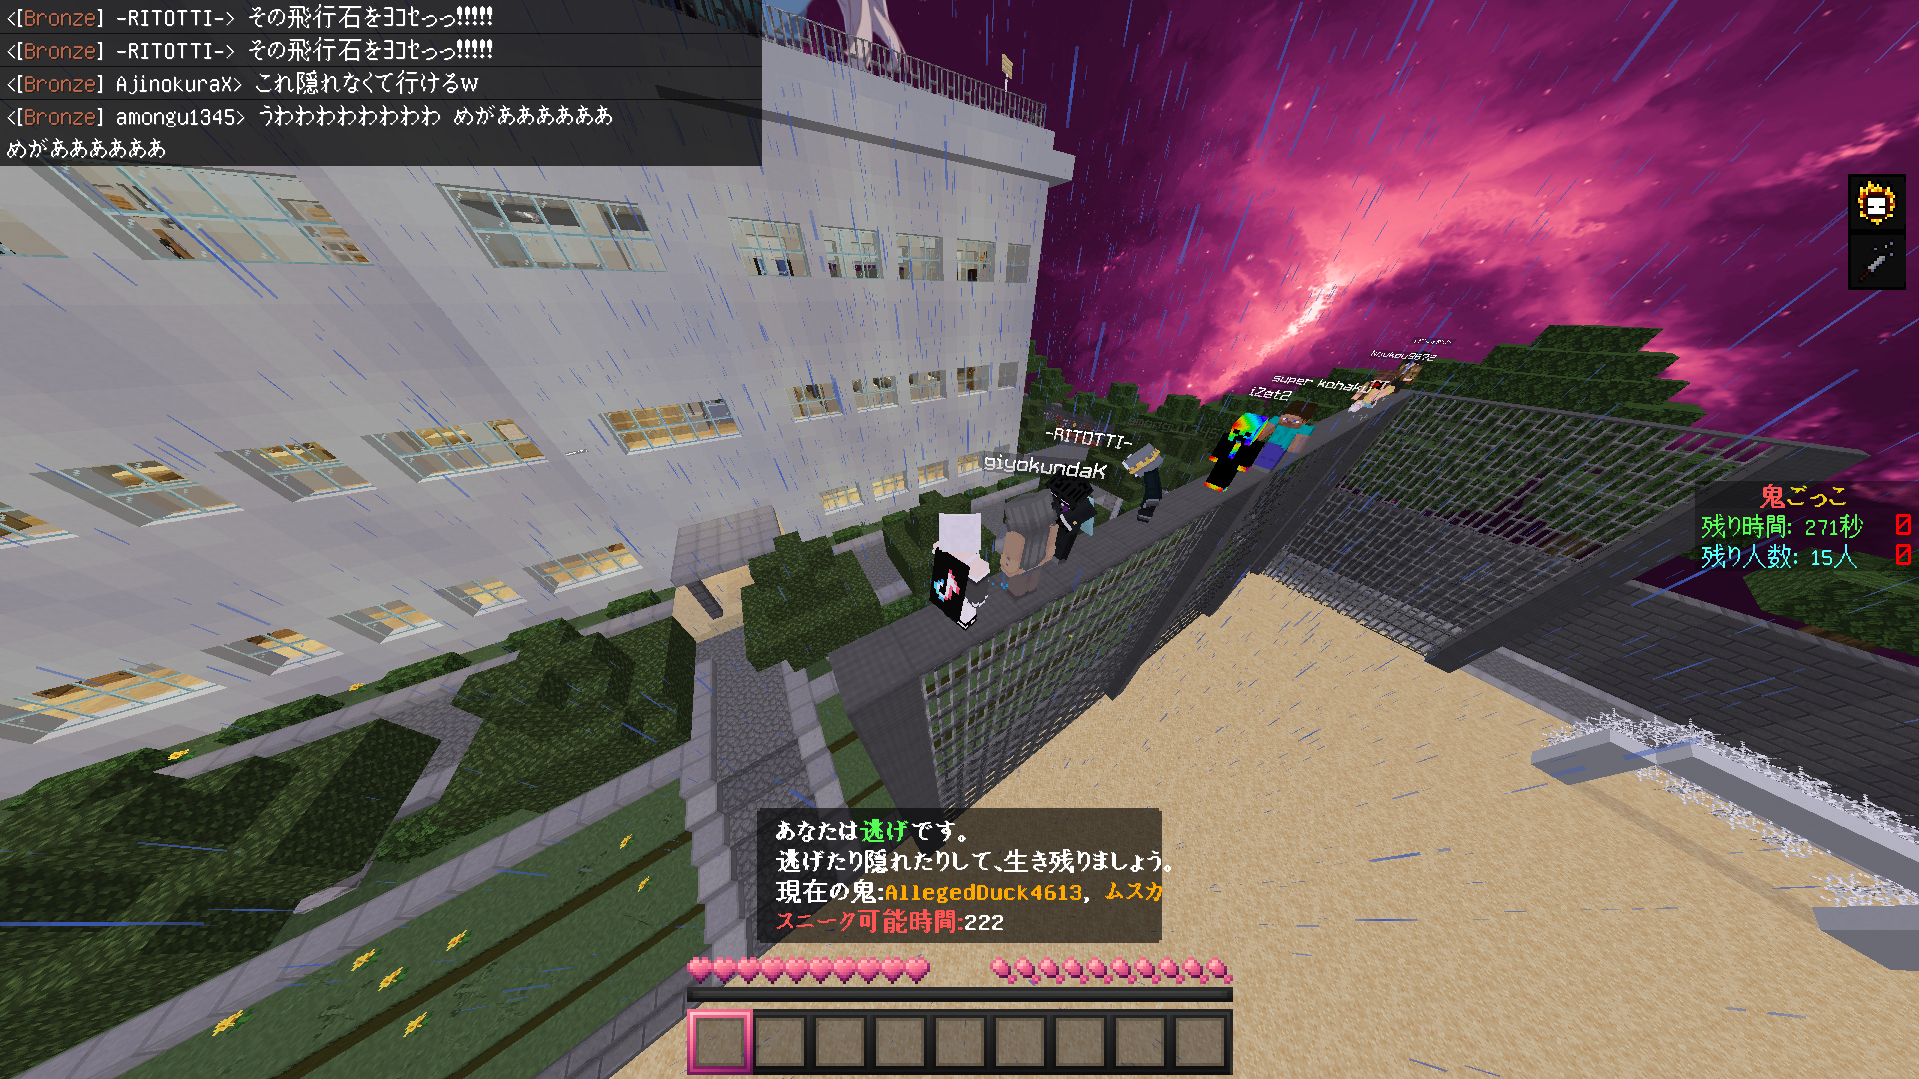 <[Bronze] -RITOTTI-> その飛行石をﾖｺｾっっ!!!!!
<[Bronze] -RITOTTI-> その飛行石をﾖｺｾっっ!!!!!
<[Bronze] AjinokuraX> これ隠れなくて行けるw
<[Bronze] amongu1345> うわわわわわわわわ めがああああああ
めがああああああ
super kohaku
iZet2
-RITOTTI-
giyokundaK
鬼ごっこ
残り時間: 271秒 0
残り人数: 15人 0
あなたは逃げです。
逃げたり隠れたりして、生き残りましょう。
現在の鬼:AllegedDuck4613, ムスカ
スニーク可能時間:222